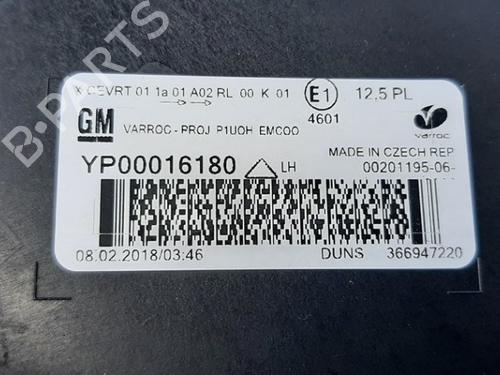 X CEVRT 01 1a 01 A02 RL 00 K 01
E1
12,5 PL
4601
GM
VARROC - PROJ P1UOH EMCOO
varroc
MADE IN CZECH REP
YP00016180
LH
00201195-06-
08.02.2018/03:46
DUNS 366947220
B-PARTS